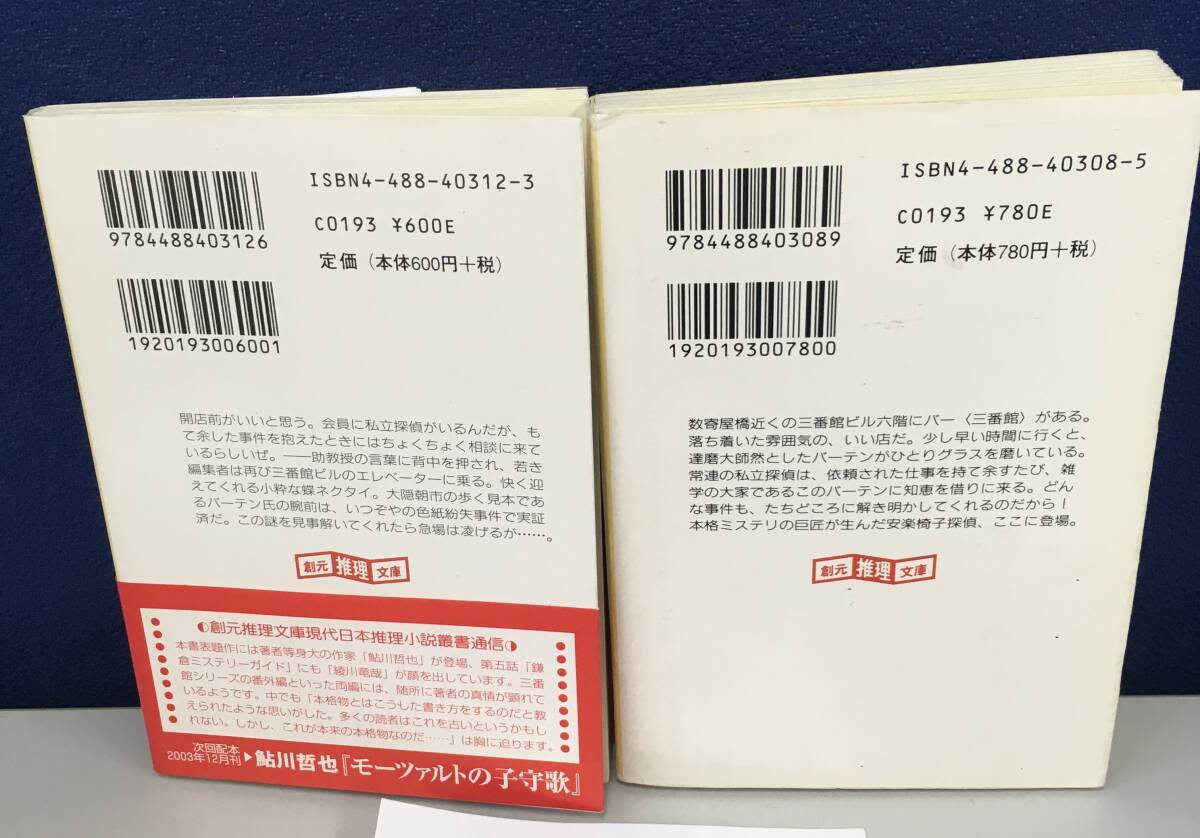 ISBN4-488-40312-3
9784488403126
C0193 ¥600E
定価(本体600円+税)
1920193006001
開店前がいいと思う。会員に私立探偵がいるんだが、も
て余した事件を抱えたときにはちょくちょく相談に来て
いるらしいぜ。――助教授の言葉に背中を押され、若き
編集者は再び三番館ビルのエレベーターに乗る。快く迎
えてくれる小粋な蝶ネクタイ。大隠朝市の歩く見本であ
るバーテン氏の腕前は、いつぞやの色紙紛失事件で実証
済だ。この謎を見事解いてくれたら急場は凌げるが……。
創元推理文庫
創元推理文庫現代日本推理小説叢書通信
本書表題作には著者等身大の作家「鮎川哲也」が登場、第五話「鎌
倉ミステリーガイド」にも「綾川竜哉」が顔を出しています。三番
館シリーズの番外編といった両編には、随所に著者の真情が顕れて
いるようです。中でも「本格物とはこうした書き方をするのだと教
えられたような思いがした。多くの読者はこれを古いというかもし
れない。しかし、これが本来の本格物なのだ……」は胸に迫ります。
次回配本
2003年12月刊▶鮎川哲也『モーツァルトの子守歌』
ISBN4-488-40308-5
9784488403089
C0193 ¥780E
定価(本体780円+税)
1920193007800
数寄屋橋近くの三番館ビル六階にバー〈三番館〉がある。
落ち着いた雰囲気の、いい店だ。少し早い時間に行くと、
達磨大師然としたバーテンがひとりグラスを磨いている。
常連の私立探偵は、依頼された仕事を持て余すたび、雑
学の大家であるこのバーテンに知恵を借りに来る。どん
な事件も、たちどころに解き明かしてくれるのだから!
本格ミステリの巨匠が生んだ安楽椅子探偵、ここに登場。
創元推理文庫